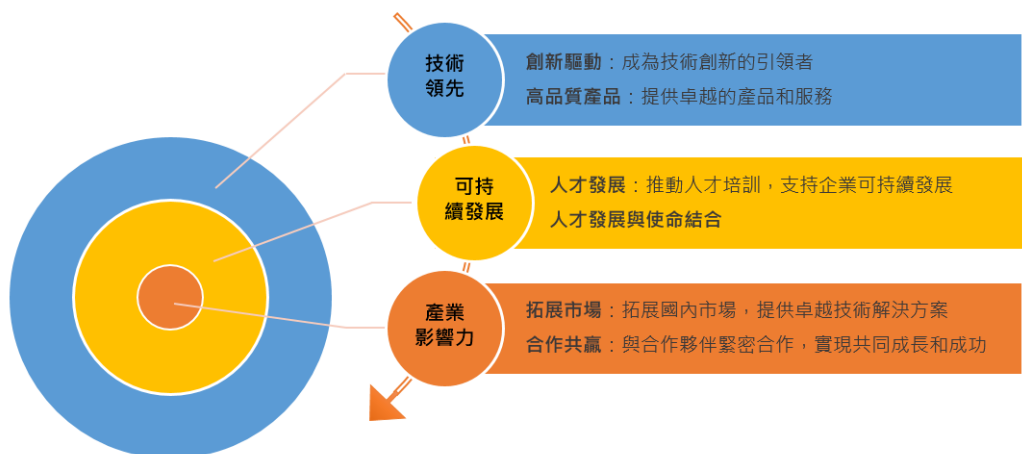 技術
領先
創新驅動：成為技術創新的引領者
高品質產品：提供卓越的產品和服務
可持
續發展
人才發展：推動人才培訓，支持企業可持續發展
人才發展與使命結合
產業
影響力
拓展市場：拓展國內市場，提供卓越技術解決方案
合作共贏：與合作夥伴緊密合作，實現共同成長和成功